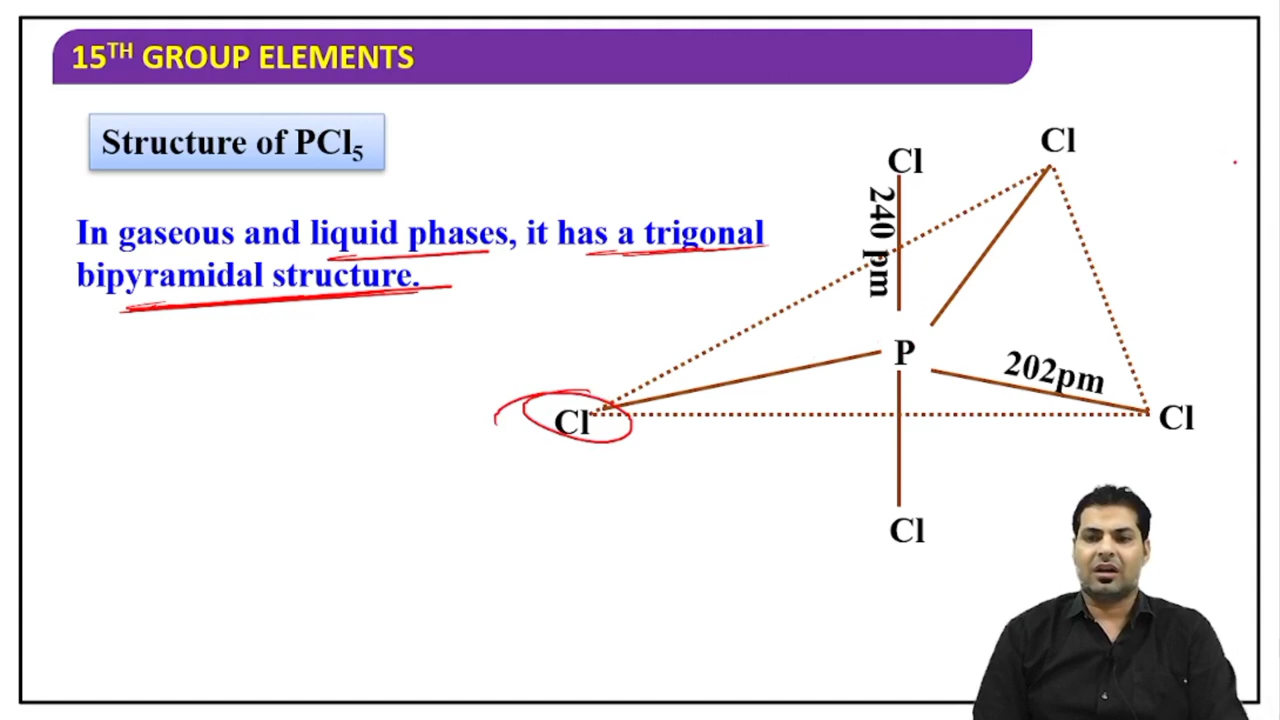 15TH GROUP ELEMENTS
Structure of PCl5
In gaseous and liquid phases, it has a trigonal
bipyramidal structure.
Cl
Cl
240 pm
P
202pm
Cl
Cl
Cl